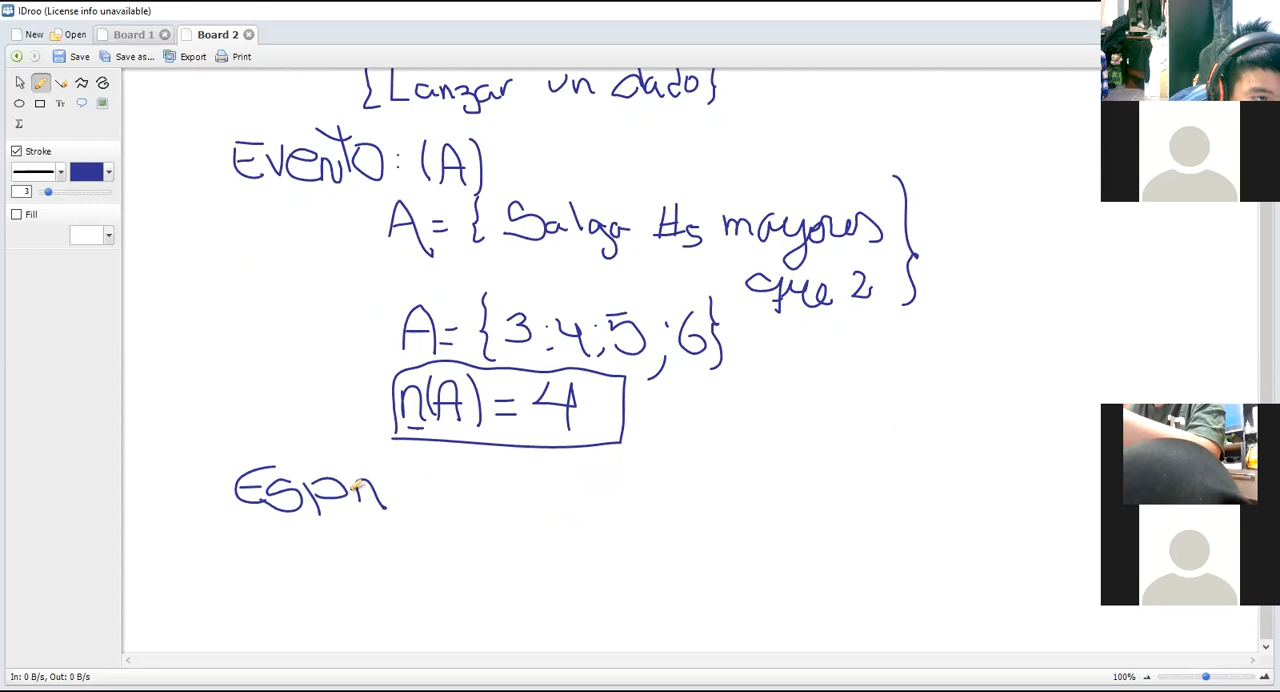 IDroo (License info unavailable)
New Open Board 1 Board 2
Save Save as... Export Print
{Lanzar un dado}
Stroke
Evento: (A)
3
A = { Salga #s mayores
Fill
que 2 }
A = {3;4;5;6}
n(A) = 4
Espn
In: 0 B/s, Out: 0 B/s 100%